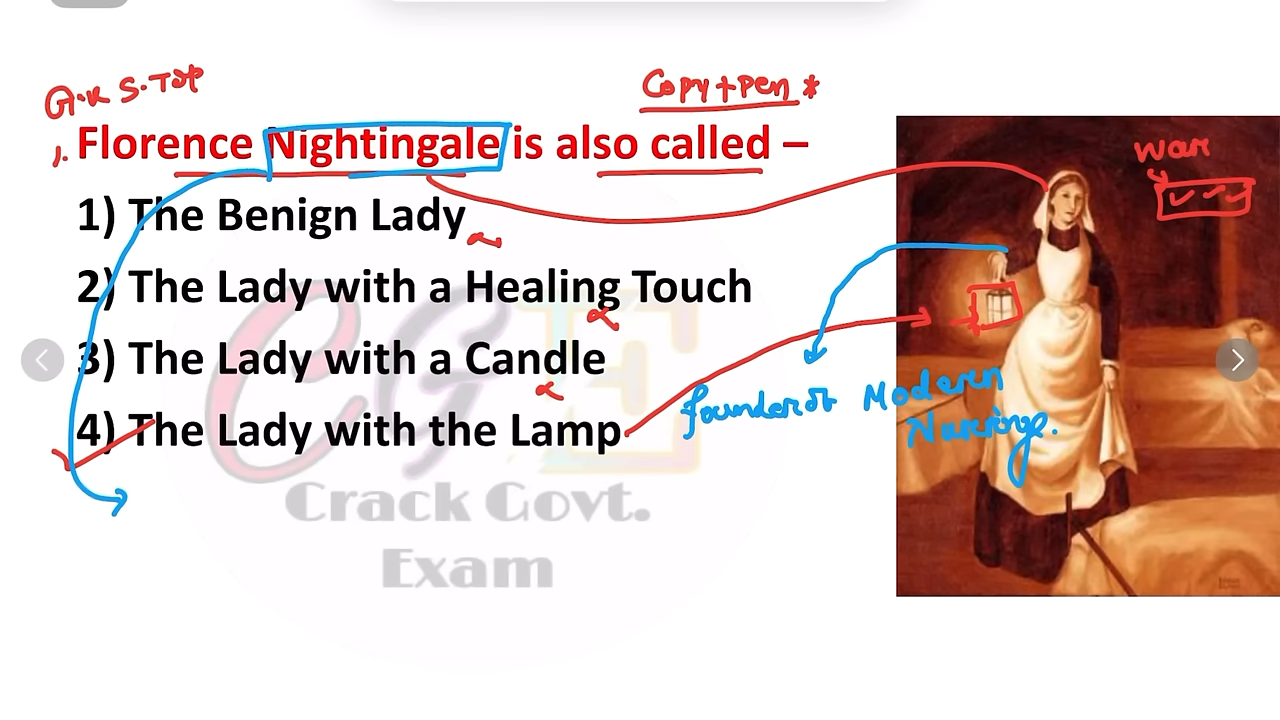 G.K S.Top
Copy+Pen *
1. Florence Nightingale is also called –
1) The Benign Lady
2) The Lady with a Healing Touch
3) The Lady with a Candle
4) The Lady with the Lamp
War
founder of Modern
Nursing.
CGE
Crack Govt.
Exam